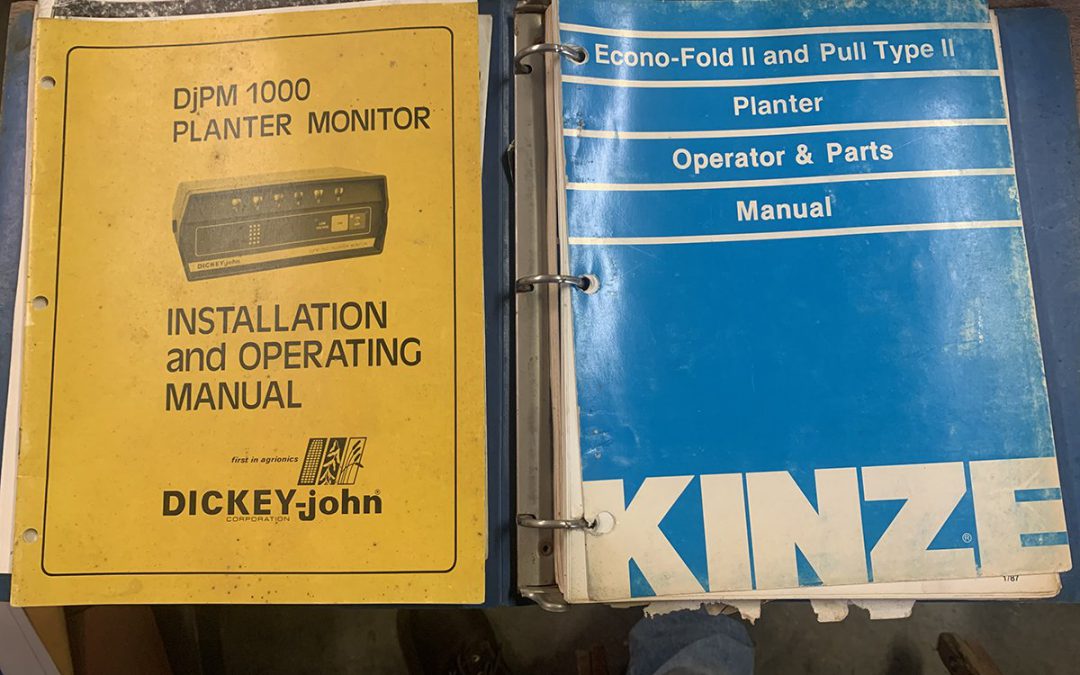 DjPM 1000
PLANTER MONITOR
DICKEY-john
INSTALLATION
and OPERATING
MANUAL
first in agrionics
DICKEY-john®
CORPORATION
Econo-Fold II and Pull Type II
Planter
Operator & Parts
Manual
KINZE®
1/87